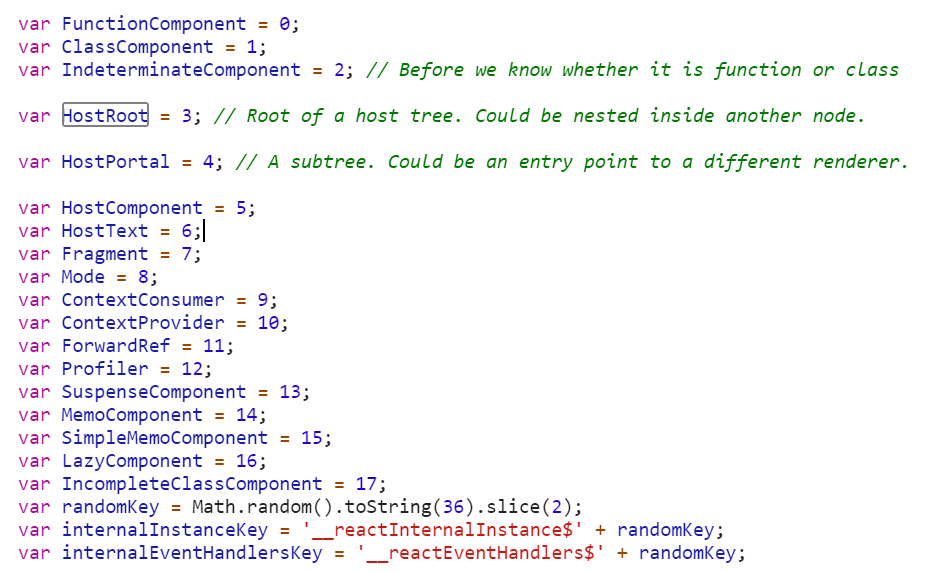 var FunctionComponent = 0;
var ClassComponent = 1;
var IndeterminateComponent = 2; // Before we know whether it is function or class
var HostRoot = 3; // Root of a host tree. Could be nested inside another node.
var HostPortal = 4; // A subtree. Could be an entry point to a different renderer.
var HostComponent = 5;
var HostText = 6;
var Fragment = 7;
var Mode = 8;
var ContextConsumer = 9;
var ContextProvider = 10;
var ForwardRef = 11;
var Profiler = 12;
var SuspenseComponent = 13;
var MemoComponent = 14;
var SimpleMemoComponent = 15;
var LazyComponent = 16;
var IncompleteClassComponent = 17;
var randomKey = Math.random().toString(36).slice(2);
var internalInstanceKey = '__reactInternalInstance$' + randomKey;
var internalEventHandlersKey = '__reactEventHandlers$' + randomKey;